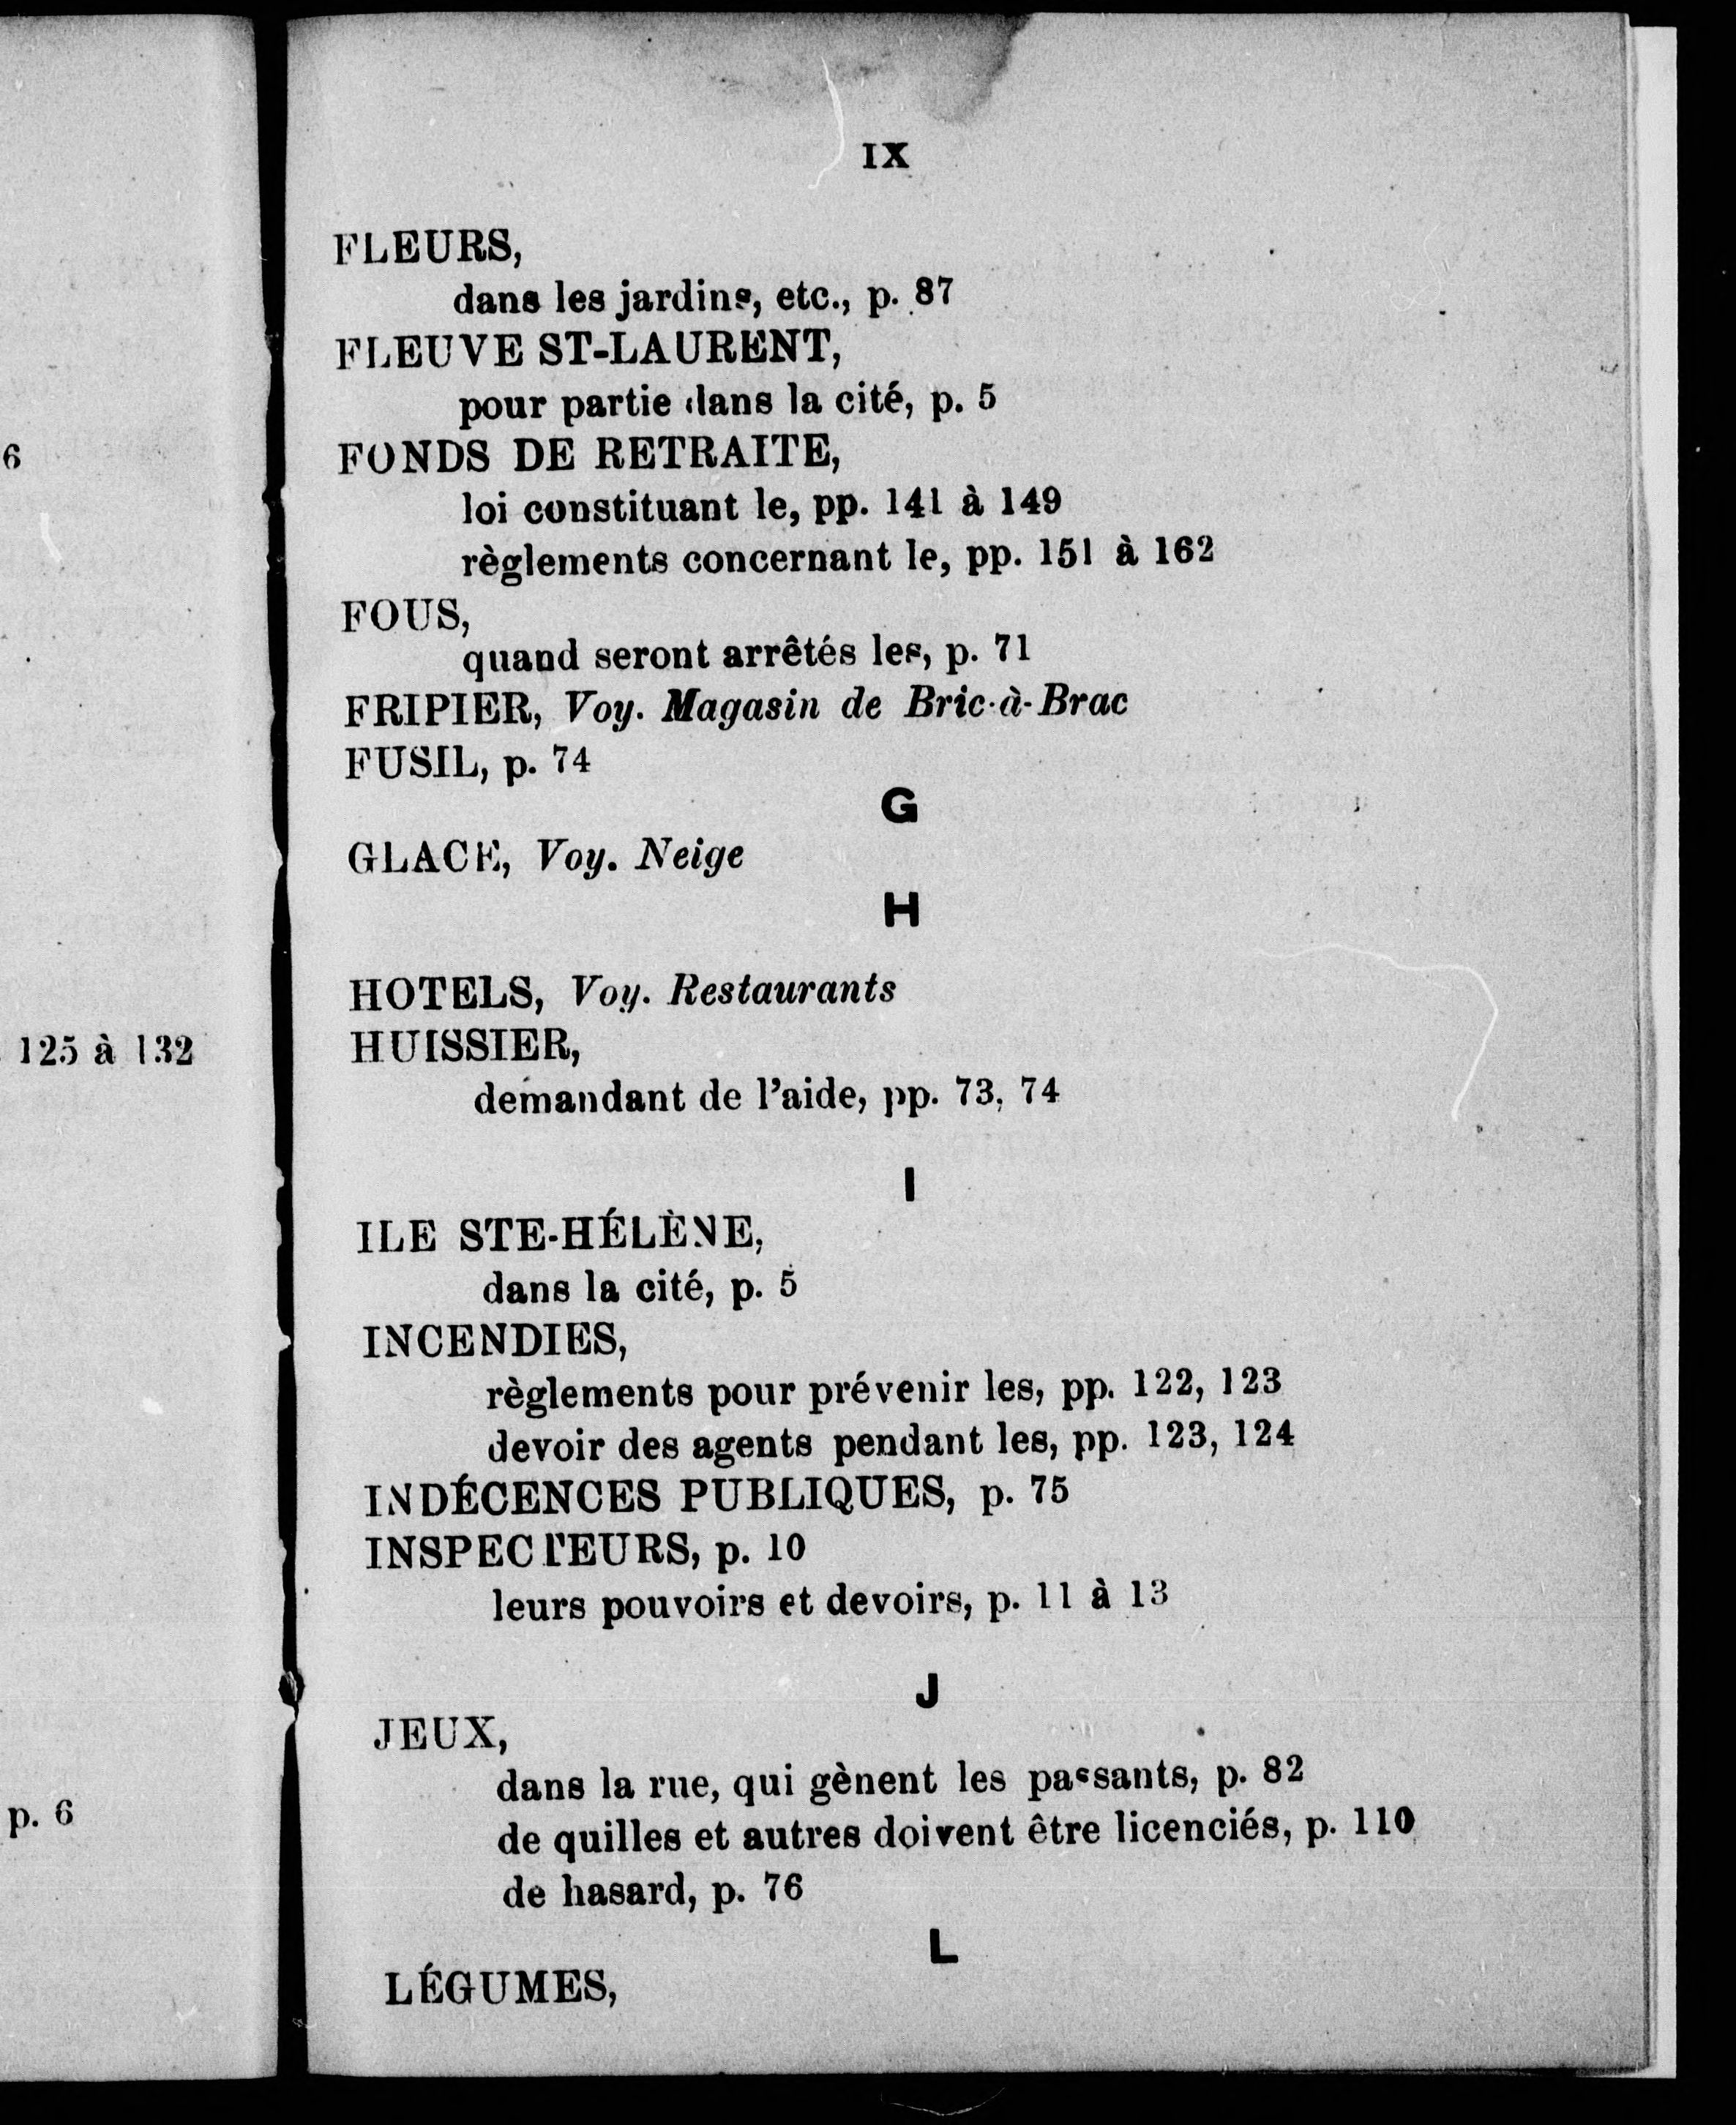 6
125 à 132
p. 6
IX
FLEURS,
dans les jardins, etc., p. 87
FLEUVE ST-LAURENT,
pour partie dans la cité, p. 5
FONDS DE RETRAITE,
loi constituant le, pp. 141 à 149
règlements concernant le, pp. 151 à 162
FOUS,
quand seront arrêtés les, p. 71
FRIPIER, Voy. Magasin de Bric-à-Brac
FUSIL, p. 74
G
GLACE, Voy. Neige
H
HOTELS, Voy. Restaurants
HUISSIER,
demandant de l'aide, pp. 73, 74
I
ILE STE-HÉLÈNE,
dans la cité, p. 5
INCENDIES,
règlements pour prévenir les, pp. 122, 123
devoir des agents pendant les, pp. 123, 124
INDÉCENCES PUBLIQUES, p. 75
INSPECTEURS, p. 10
leurs pouvoirs et devoirs, p. 11 à 13
J
JEUX,
dans la rue, qui gènent les passants, p. 82
de quilles et autres doivent être licenciés, p. 110
de hasard, p. 76
L
LÉGUMES,